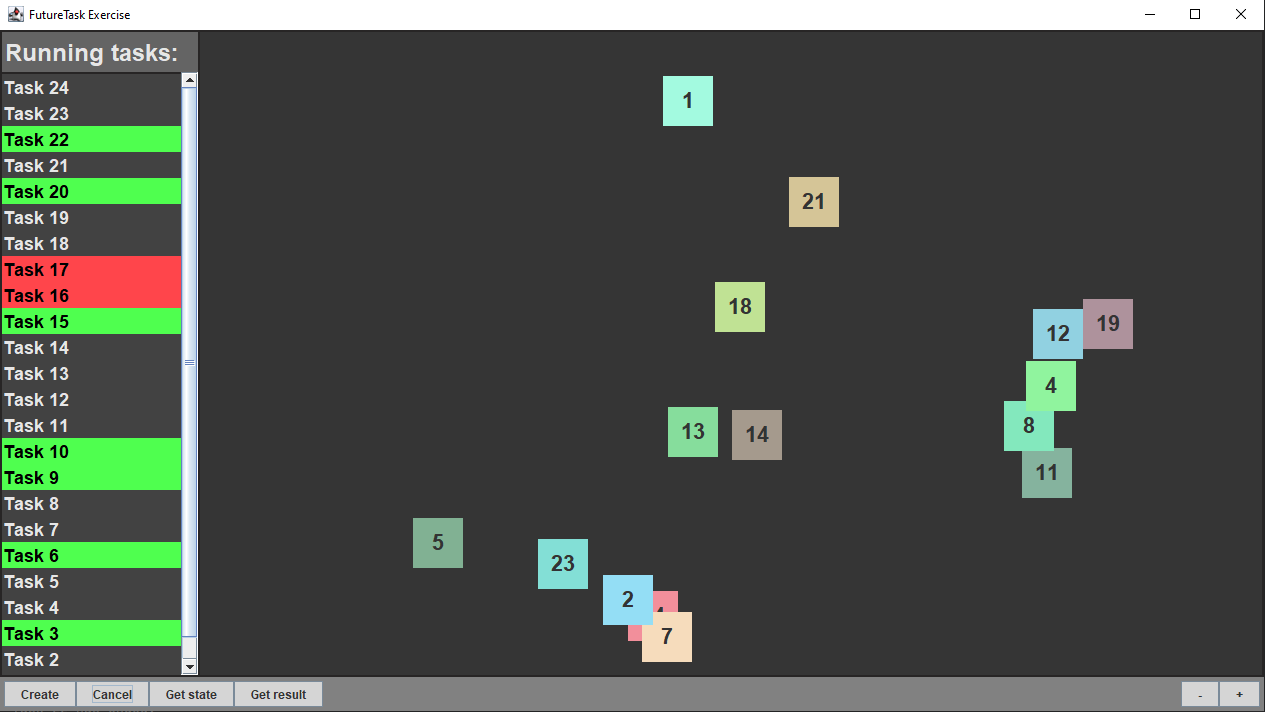 FutureTask Exercise
Running tasks:
Task 24
Task 23
Task 22
Task 21
Task 20
Task 19
Task 18
Task 17
Task 16
Task 15
Task 14
Task 13
Task 12
Task 11
Task 10
Task 9
Task 8
Task 7
Task 6
Task 5
Task 4
Task 3
Task 2
1
21
18
12
19
4
8
13
14
11
5
23
2
7
Create
Cancel
Get state
Get result
-
+